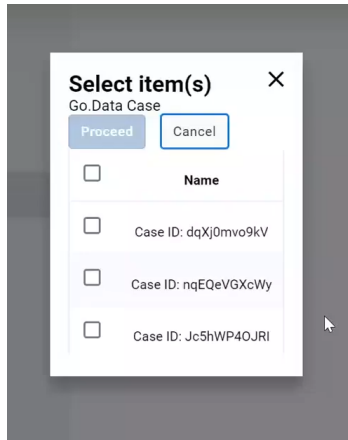 Select item(s)
Go.Data Case
Proceed
Cancel
Name
Case ID: dqXj0mvo9kV
Case ID: nqEQeVGXcWy
Case ID: Jc5hWP4OJRI